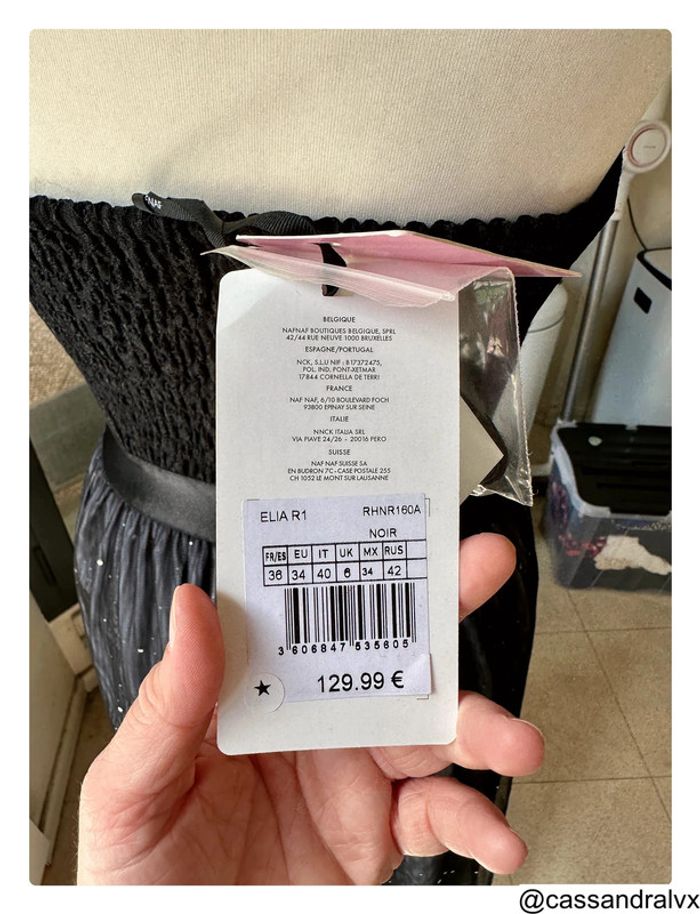 NAF
BELGIQUE
NAFNAF BOUTIQUES BELGIQUE, SPRL
42/44 RUE NEUVE 1000 BRUXELLES
ESPAGNE/PORTUGAL
NCK, S.L.U NIF : B17372475,
POL. IND. PONT-XETMAR
17844 CORNELLA DE TERRI
FRANCE
NAF NAF, 6/10 BOULEVARD FOCH
93800 EPINAY SUR SEINE
ITALIE
NNCK ITALIA SRL
VIA PIAVE 24/26 - 20016 PERO
SUISSE
NAF NAF SUISSE SA
EN BUDRON 7C - CASE POSTALE 255
CH 1052 LE MONT SUR LAUSANNE
ELIA R1 RHNR160A
NOIR
FR/ES EU IT UK MX RUS
36 34 40 6 34 42
3 606847 535605
129.99 €
@cassandralvx